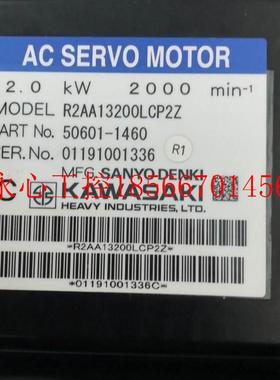 AC SERVO MOTOR
2.0 kW 2000 min-1
MODEL R2AA13200LCP2Z
ART No. 50601-1460
SER.No. 01191001336 R1
MFG. SANYO-DENKI
KAWASAKI
HEAVY INDUSTRIES, LTD.
*R2AA13200LCP2Z*
*01191001336C*